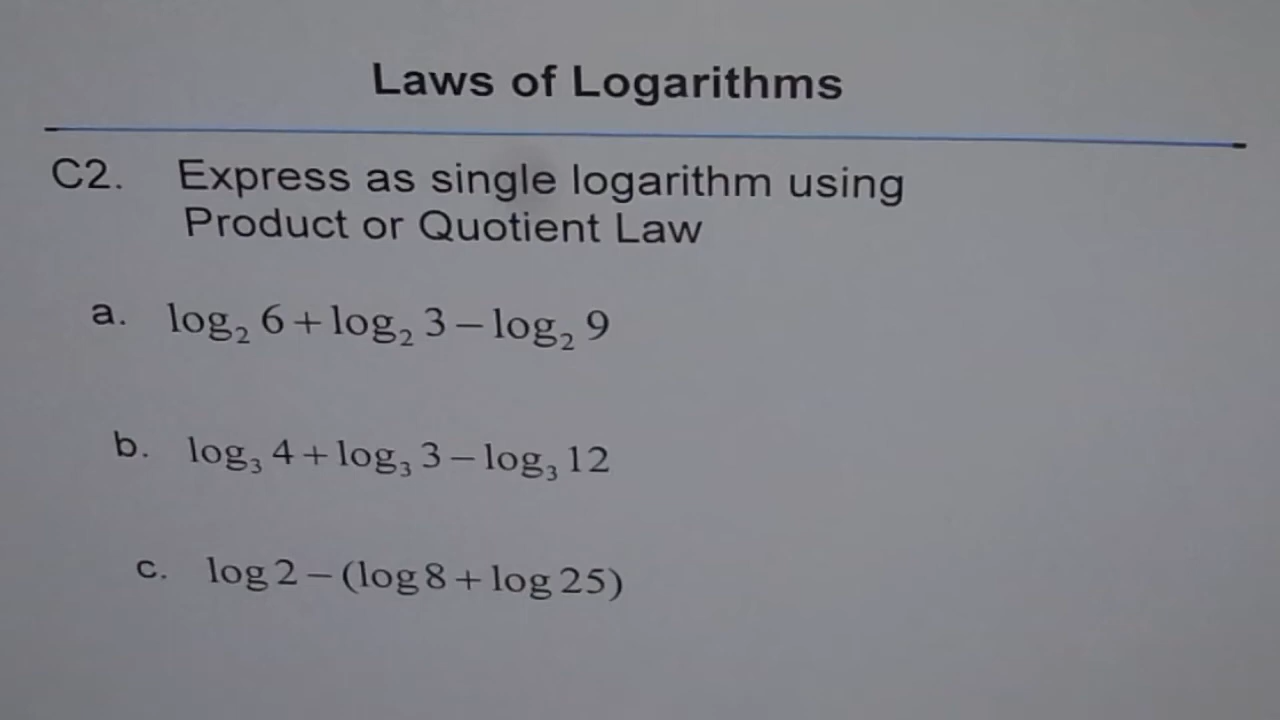 Laws of Logarithms
C2. Express as single logarithm using
Product or Quotient Law
a. log₂ 6 + log₂ 3 − log₂ 9
b. log₃ 4 + log₃ 3 − log₃ 12
c. log 2 − (log 8 + log 25)